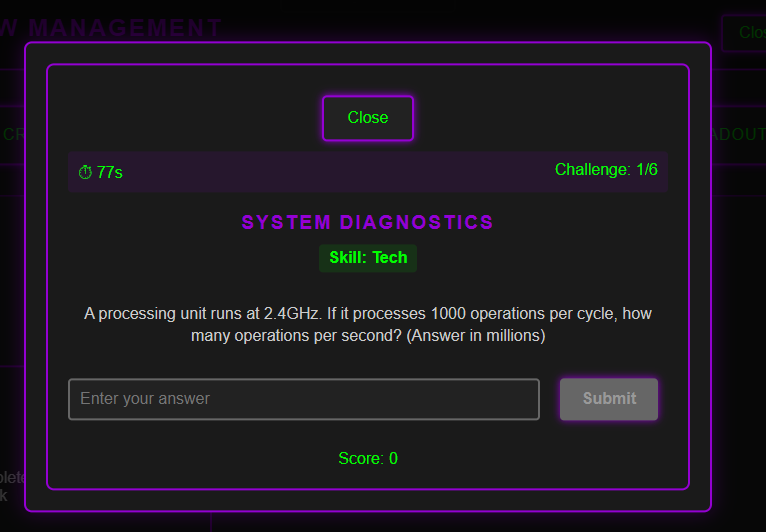 W MANAGEMENT
Clos
Close
⏱ 77s
Challenge: 1/6
CR
ADOUT
SYSTEM DIAGNOSTICS
Skill: Tech
A processing unit runs at 2.4GHz. If it processes 1000 operations per cycle, how
many operations per second? (Answer in millions)
Enter your answer
Submit
Score: 0
plete
k